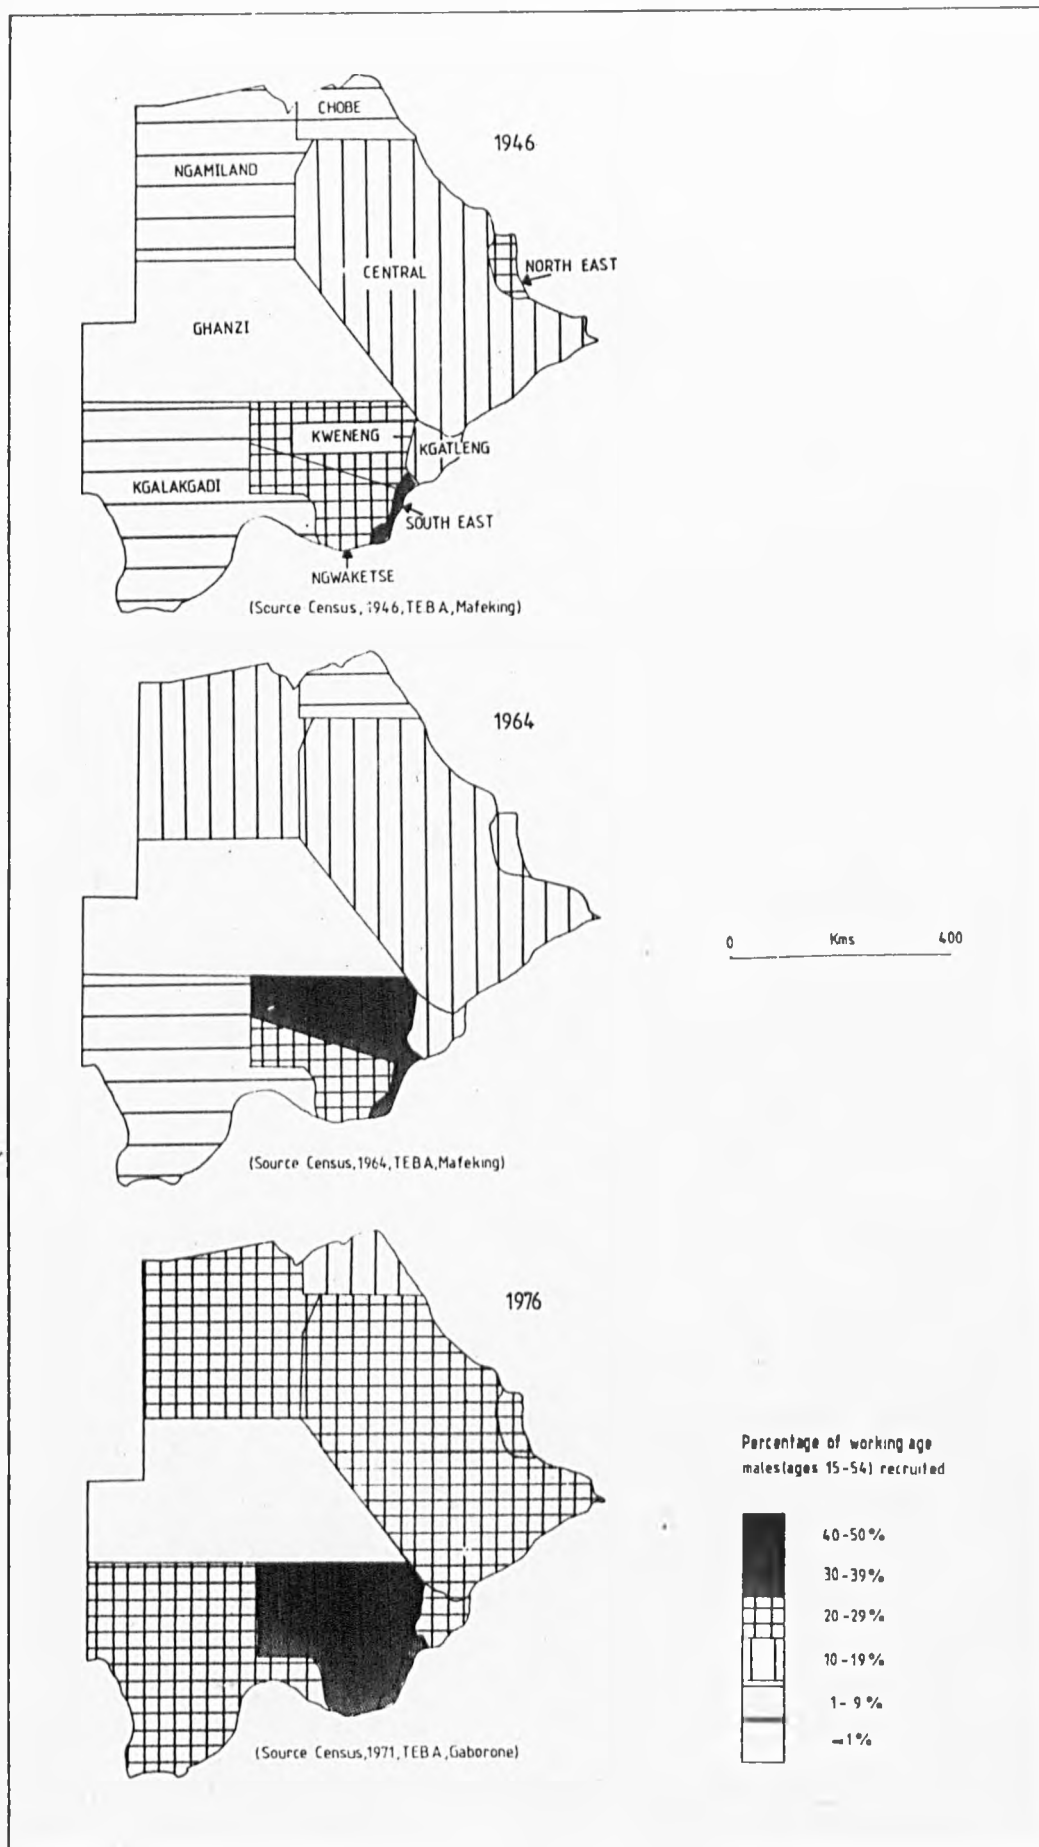 CHOBE
1946
NGAMILAND
CENTRAL
NORTH EAST
GHANZI
KWENENG
KGATLENG
KGALAKGADI
SOUTH EAST
NGWAKETSE
(Source Census, 1946, TEBA, Mafeking)
1964
0 Kms 400
(Source Census, 1964, TEBA, Mafeking)
1976
Percentage of working age
males (ages 15-54) recruited
40-50%
30-39%
20-29%
10-19%
1-9%
1%
(Source Census, 1971, TEBA, Gaborone)